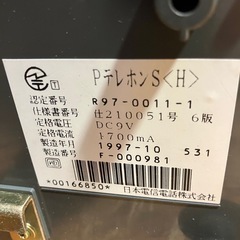 T
PテレホンS<H>
認定番号 R97-0011-1
仕様書番号 仕210051号 6版
定格電圧 DC9V
定格電流 1700mA
製造年月 1997-10 531
製造番号 F-000981
*00166850*
日本電信電話株式会社